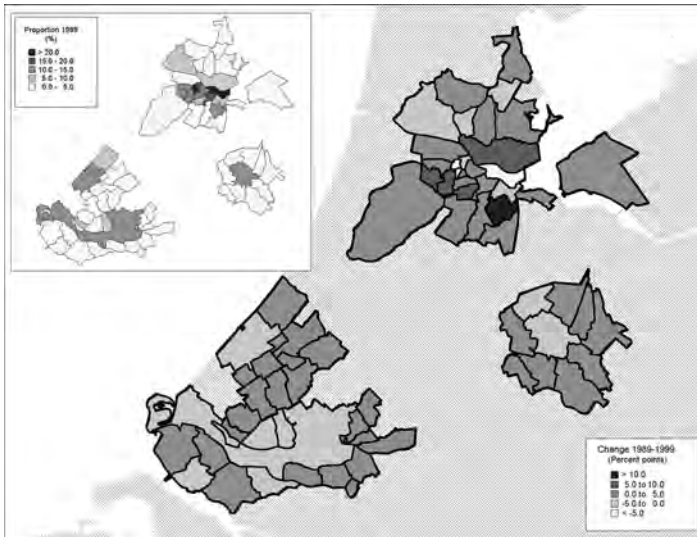 Proportion 1999
(%)
> 20.0
15.0 - 20.0
10.0 - 15.0
5.0 - 10.0
0.0 - 5.0
Change 1989-1999
(Percent points)
> 10.0
5.0 to 10.0
0.0 to 5.0
-5.0 to 0.0
< -5.0